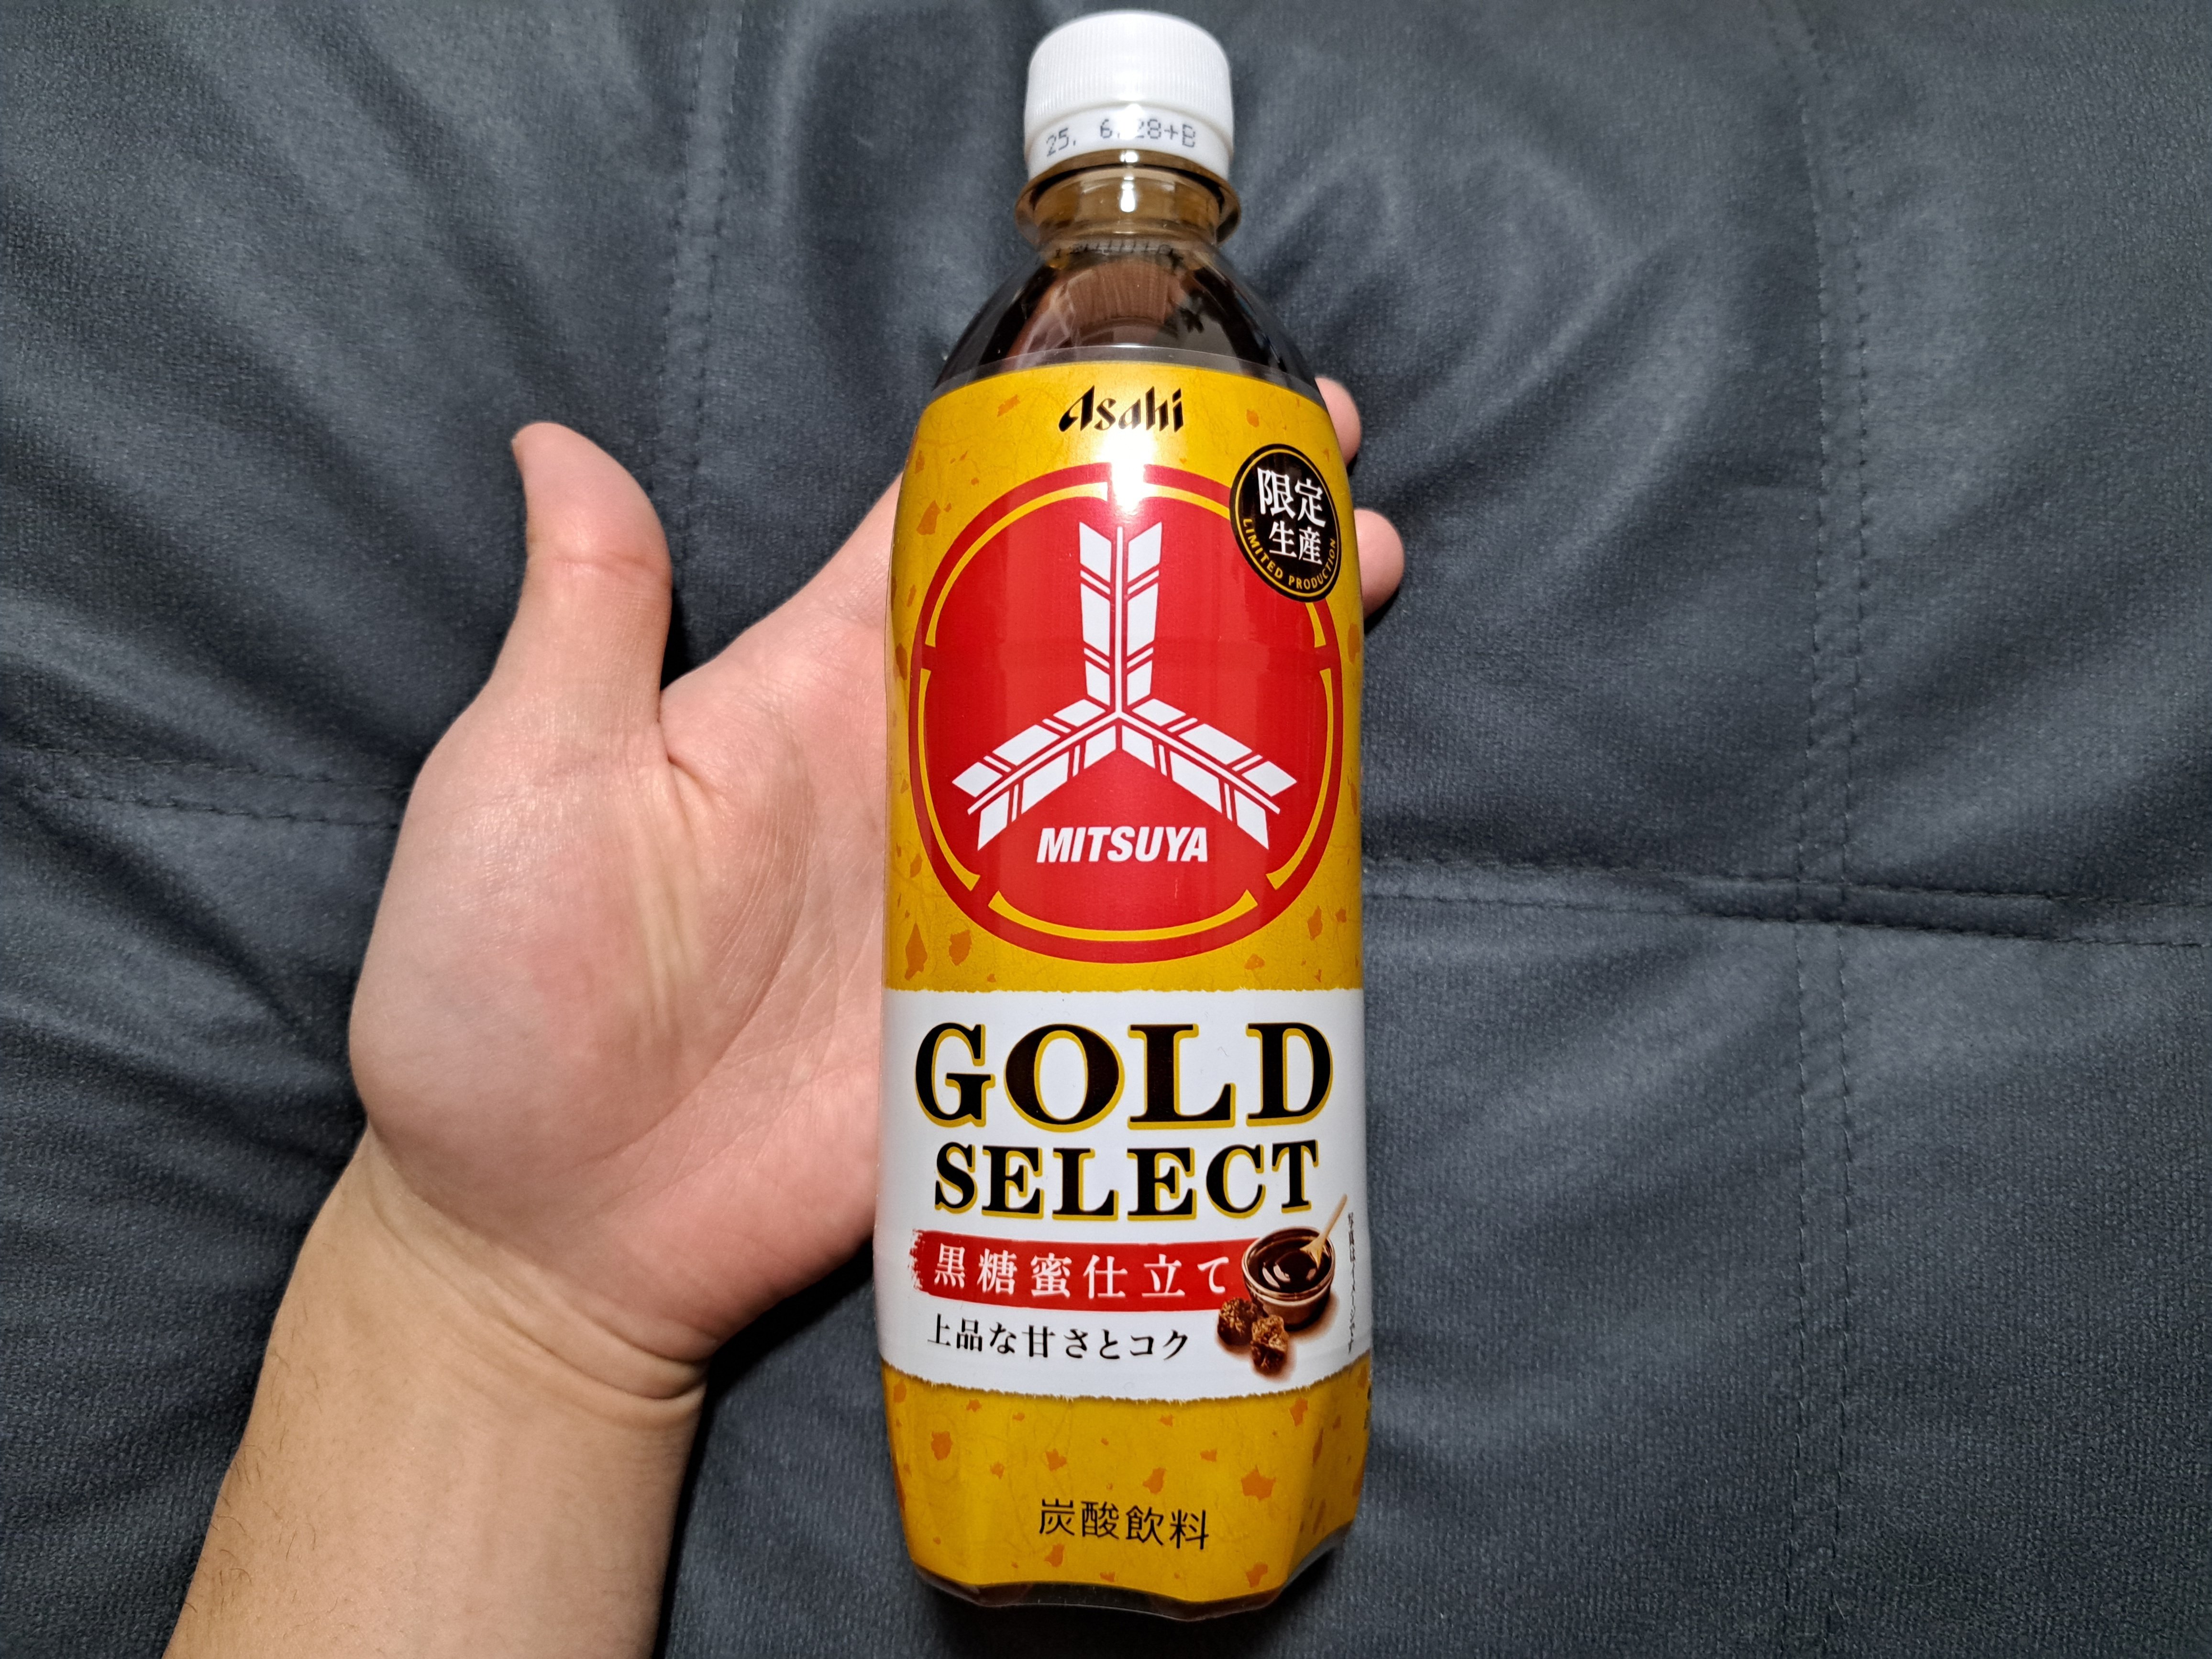 25. 6.28+B
Asahi
限定
生産
LIMITED PRODUCTION
MITSUYA
GOLD
SELECT
黒糖蜜仕立て
上品な甘さとコク
炭酸飲料